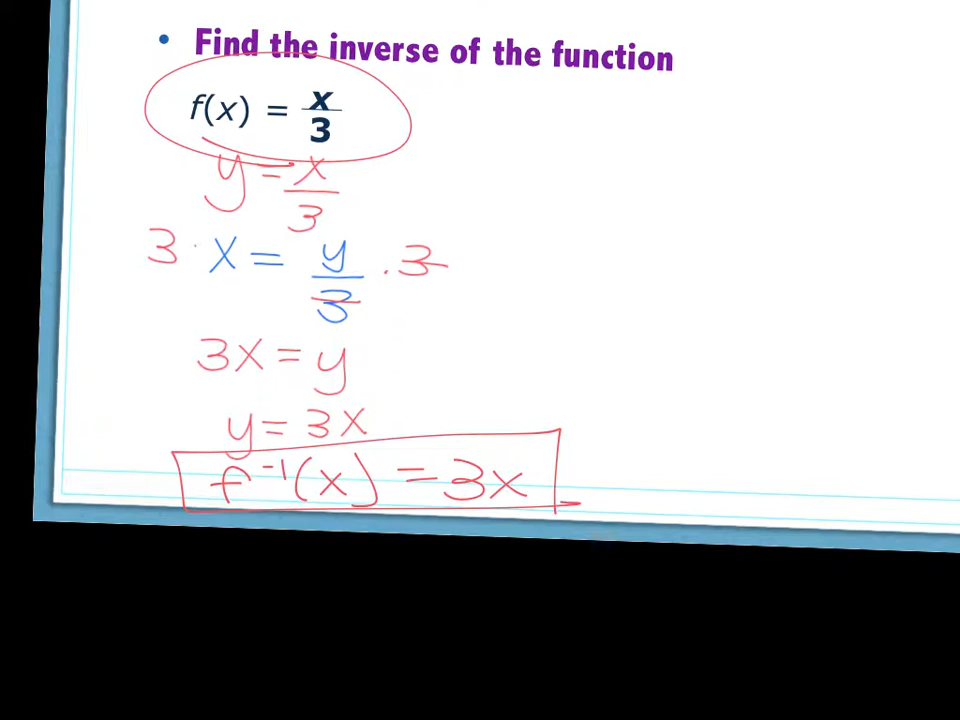 • Find the inverse of the function
f(x) = x/3
y = x/3
3 · x = y/3 · 3
3x = y
y = 3x
f⁻¹(x) = 3x